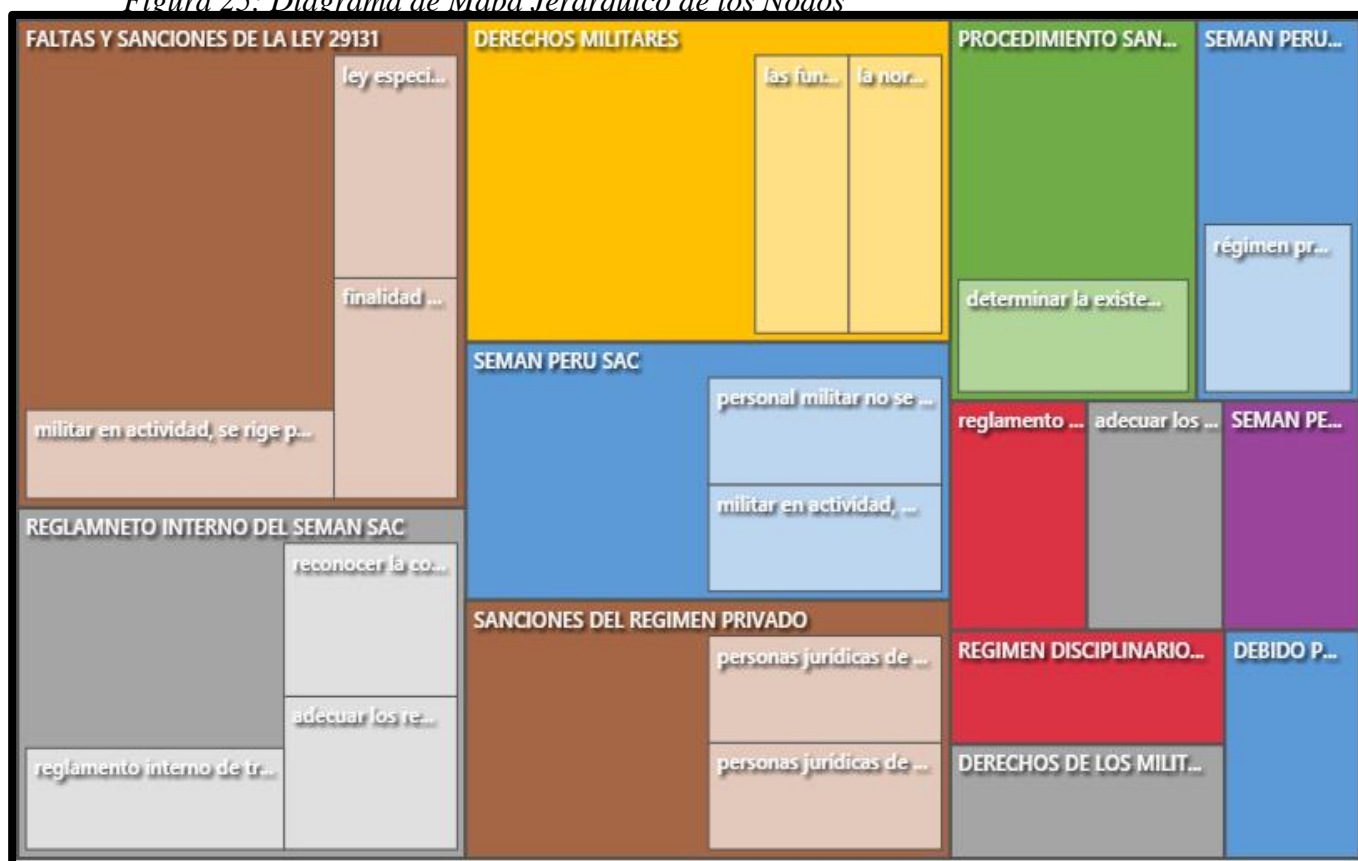 Figura 25: Diagrama de Mapa Jerárquico de los Nodos
FALTAS Y SANCIONES DE LA LEY 29131
ley especi...
finalidad ...
militar en actividad, se rige p...
REGLAMNETO INTERNO DEL SEMAN SAC
reconocer la co...
adecuar los re...
reglamento interno de tr...
DERECHOS MILITARES
las fun...
la nor...
SEMAN PERU SAC
personal militar no se ...
militar en actividad, ...
SANCIONES DEL REGIMEN PRIVADO
personas jurídicas de ...
personas jurídicas de ...
PROCEDIMIENTO SAN...
determinar la existe...
SEMAN PERU...
régimen pr...
reglamento ...
adecuar los ...
SEMAN PE...
REGIMEN DISCIPLINARIO...
DERECHOS DE LOS MILIT...
DEBIDO P...